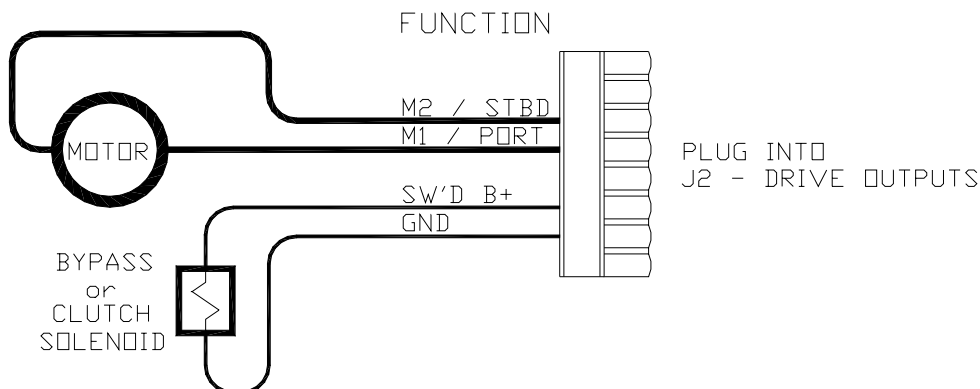 FUNCTION
M2 / STBD
M1 / PORT
MOTOR
PLUG INTO
J2 - DRIVE OUTPUTS
SW'D B+
GND
BYPASS
or
CLUTCH
SOLENOID